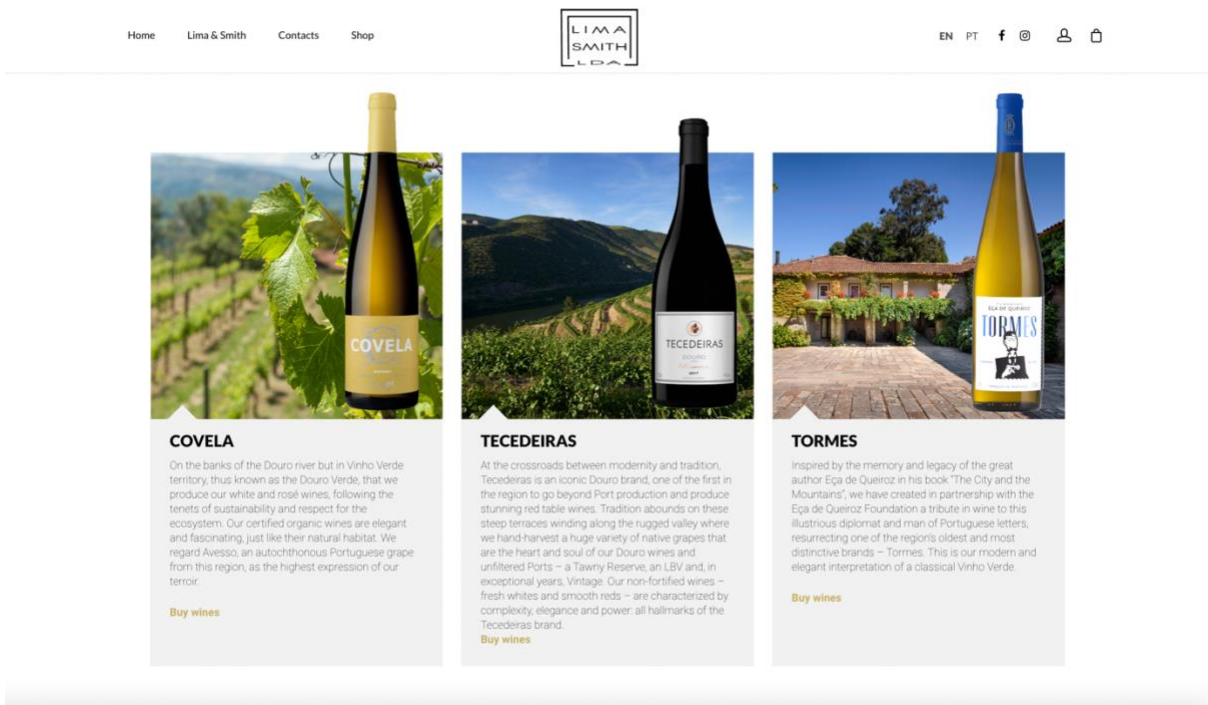 Home Lima & Smith Contacts Shop
LIMA
SMITH
LDA
EN PT
COVELA
TECEDEIRAS
DOURO
EÇA DE QUEIROZ
TORMES
COVELA
On the banks of the Douro river but in Vinho Verde
territory, thus known as the Douro Verde, that we
produce our white and rosé wines, following the
tenets of sustainability and respect for the
ecosystem. Our certified organic wines are elegant
and fascinating, just like their natural habitat. We
regard Avesso, an autochthonous Portuguese grape
from this region, as the highest expression of our
terroir.
Buy wines
TECEDEIRAS
At the crossroads between modernity and tradition,
Tecedeiras is an iconic Douro brand, one of the first in
the region to go beyond Port production and produce
stunning red table wines. Tradition abounds on these
steep terraces winding along the rugged valley where
we hand-harvest a huge variety of native grapes that
are the heart and soul of our Douro wines and
unfiltered Ports – a Tawny Reserve, an LBV and, in
exceptional years, Vintage. Our non-fortified wines –
fresh whites and smooth reds – are characterized by
complexity, elegance and power: all hallmarks of the
Tecedeiras brand.
Buy wines
TORMES
Inspired by the memory and legacy of the great
author Eça de Queiroz in his book "The City and the
Mountains", we have created in partnership with the
Eça de Queiroz Foundation a tribute in wine to this
illustrious diplomat and man of Portuguese letters,
resurrecting one of the region's oldest and most
distinctive brands – Tormes. This is our modern and
elegant interpretation of a classical Vinho Verde.
Buy wines